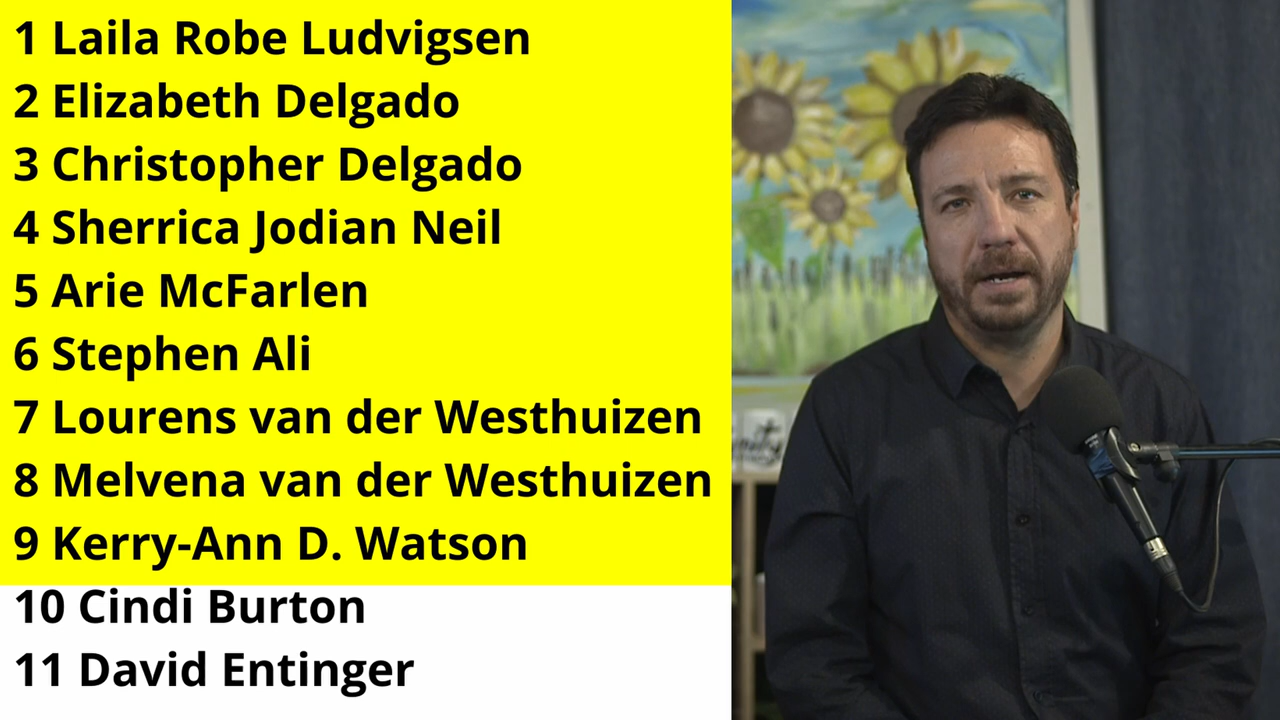 1 Laila Robe Ludvigsen
2 Elizabeth Delgado
3 Christopher Delgado
4 Sherrica Jodian Neil
5 Arie McFarlen
6 Stephen Ali
7 Lourens van der Westhuizen
8 Melvena van der Westhuizen
9 Kerry-Ann D. Watson
10 Cindi Burton
11 David Entinger